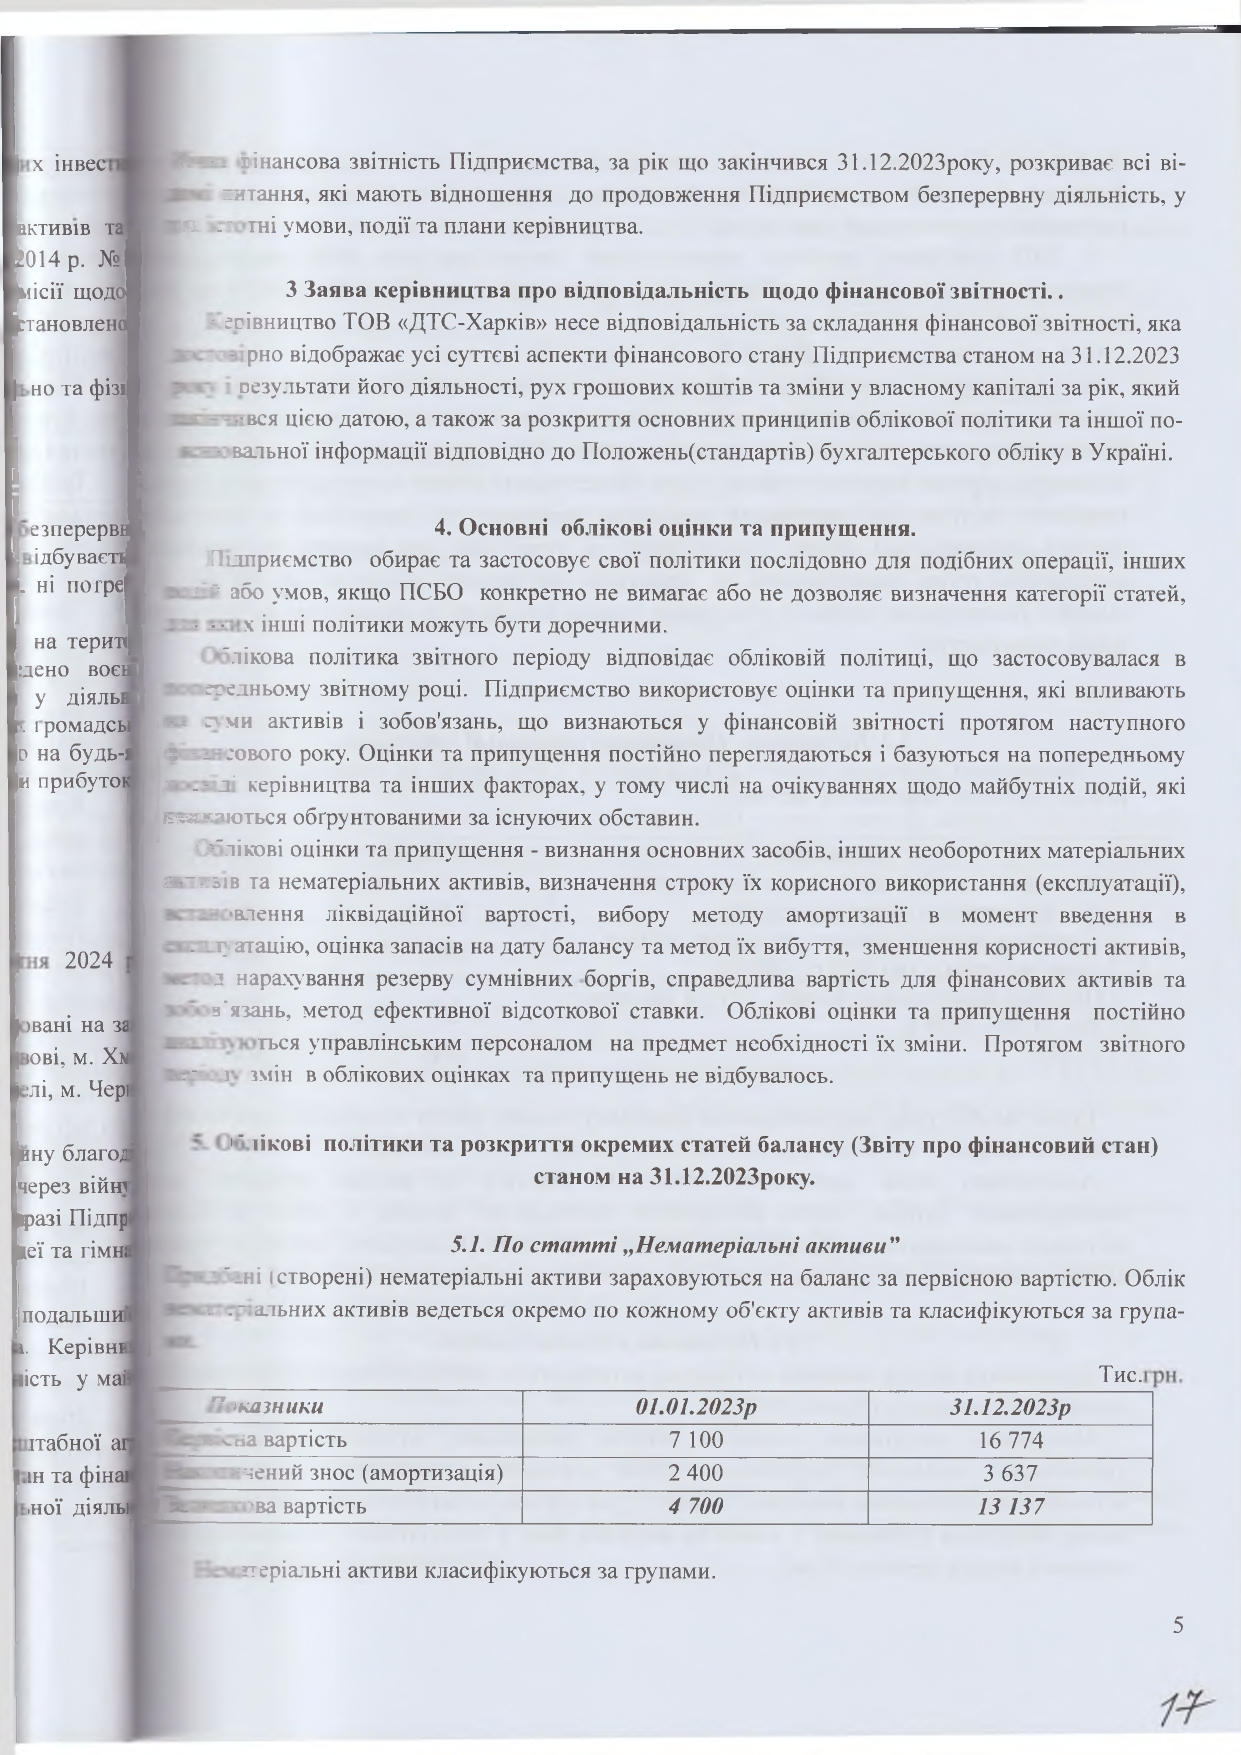 их інвест
активів та
2014 р. №
місії щодо
становлено
но та фізи
безперервн
відбуваєть
ні погре
на терито
дено воєн
у діяльн
громадсь
на будь-я
и прибуток
2024 р
овані на за
зові, м. Хм
елі, м. Чер
йну благод
через війну
разі Підпр
еї та гімна
подальши
Керівни
ість у май
штабної аг
ан та фінан
ьної діяль
фінансова звітність Підприємства, за рік що закінчився 31.12.2023року, розкриває всі ві-
питання, які мають відношення до продовження Підприємством безперервну діяльність, у
істотні умови, події та плани керівництва.
3 Заява керівництва про відповідальність щодо фінансової звітності. .
Керівництво ТОВ «ДТС-Харків» несе відповідальність за складання фінансової звітності, яка
достовірно відображає усі суттєві аспекти фінансового стану Підприємства станом на 31.12.2023
року і результати його діяльності, рух грошових коштів та зміни у власному капіталі за рік, який
закінчився цією датою, а також за розкриття основних принципів облікової політики та іншої по-
яснювальної інформації відповідно до Положень(стандартів) бухгалтерського обліку в Україні.
4. Основні облікові оцінки та припущення.
Підприємство обирає та застосовує свої політики послідовно для подібних операції, інших
подій або умов, якщо ПСБО конкретно не вимагає або не дозволяє визначення категорії статей,
для яких інші політики можуть бути доречними.
Облікова політика звітного періоду відповідає обліковій політиці, що застосовувалася в
попередньому звітному році. Підприємство використовує оцінки та припущення, які впливають
на суми активів і зобов'язань, що визнаються у фінансовій звітності протягом наступного
фінансового року. Оцінки та припущення постійно переглядаються і базуються на попередньому
досвіді керівництва та інших факторах, у тому числі на очікуваннях щодо майбутніх подій, які
вважаються обґрунтованими за існуючих обставин.
Облікові оцінки та припущення - визнання основних засобів, інших необоротних матеріальних
активів та нематеріальних активів, визначення строку їх корисного використання (експлуатації),
встановлення ліквідаційної вартості, вибору методу амортизації в момент введення в
експлуатацію, оцінка запасів на дату балансу та метод їх вибуття, зменшення корисності активів,
метод нарахування резерву сумнівних боргів, справедлива вартість для фінансових активів та
зобов'язань, метод ефективної відсоткової ставки. Облікові оцінки та припущення постійно
аналізуються управлінським персоналом на предмет необхідності їх зміни. Протягом звітного
періоду змін в облікових оцінках та припущень не відбувалось.
5. Облікові політики та розкриття окремих статей балансу (Звіту про фінансовий стан)
станом на 31.12.2023року.
5.1. По статті „Нематеріальні активи"
Придбані (створені) нематеріальні активи зараховуються на баланс за первісною вартістю. Облік
нематеріальних активів ведеться окремо по кожному об'єкту активів та класифікуються за група-
ми.
Тис.грн.
Показники 01.01.2023р 31.12.2023р
Первісна вартість 7 100 16 774
Накопичений знос (амортизація) 2 400 3 637
Залишкова вартість 4 700 13 137
Нематеріальні активи класифікуються за групами.
5
17